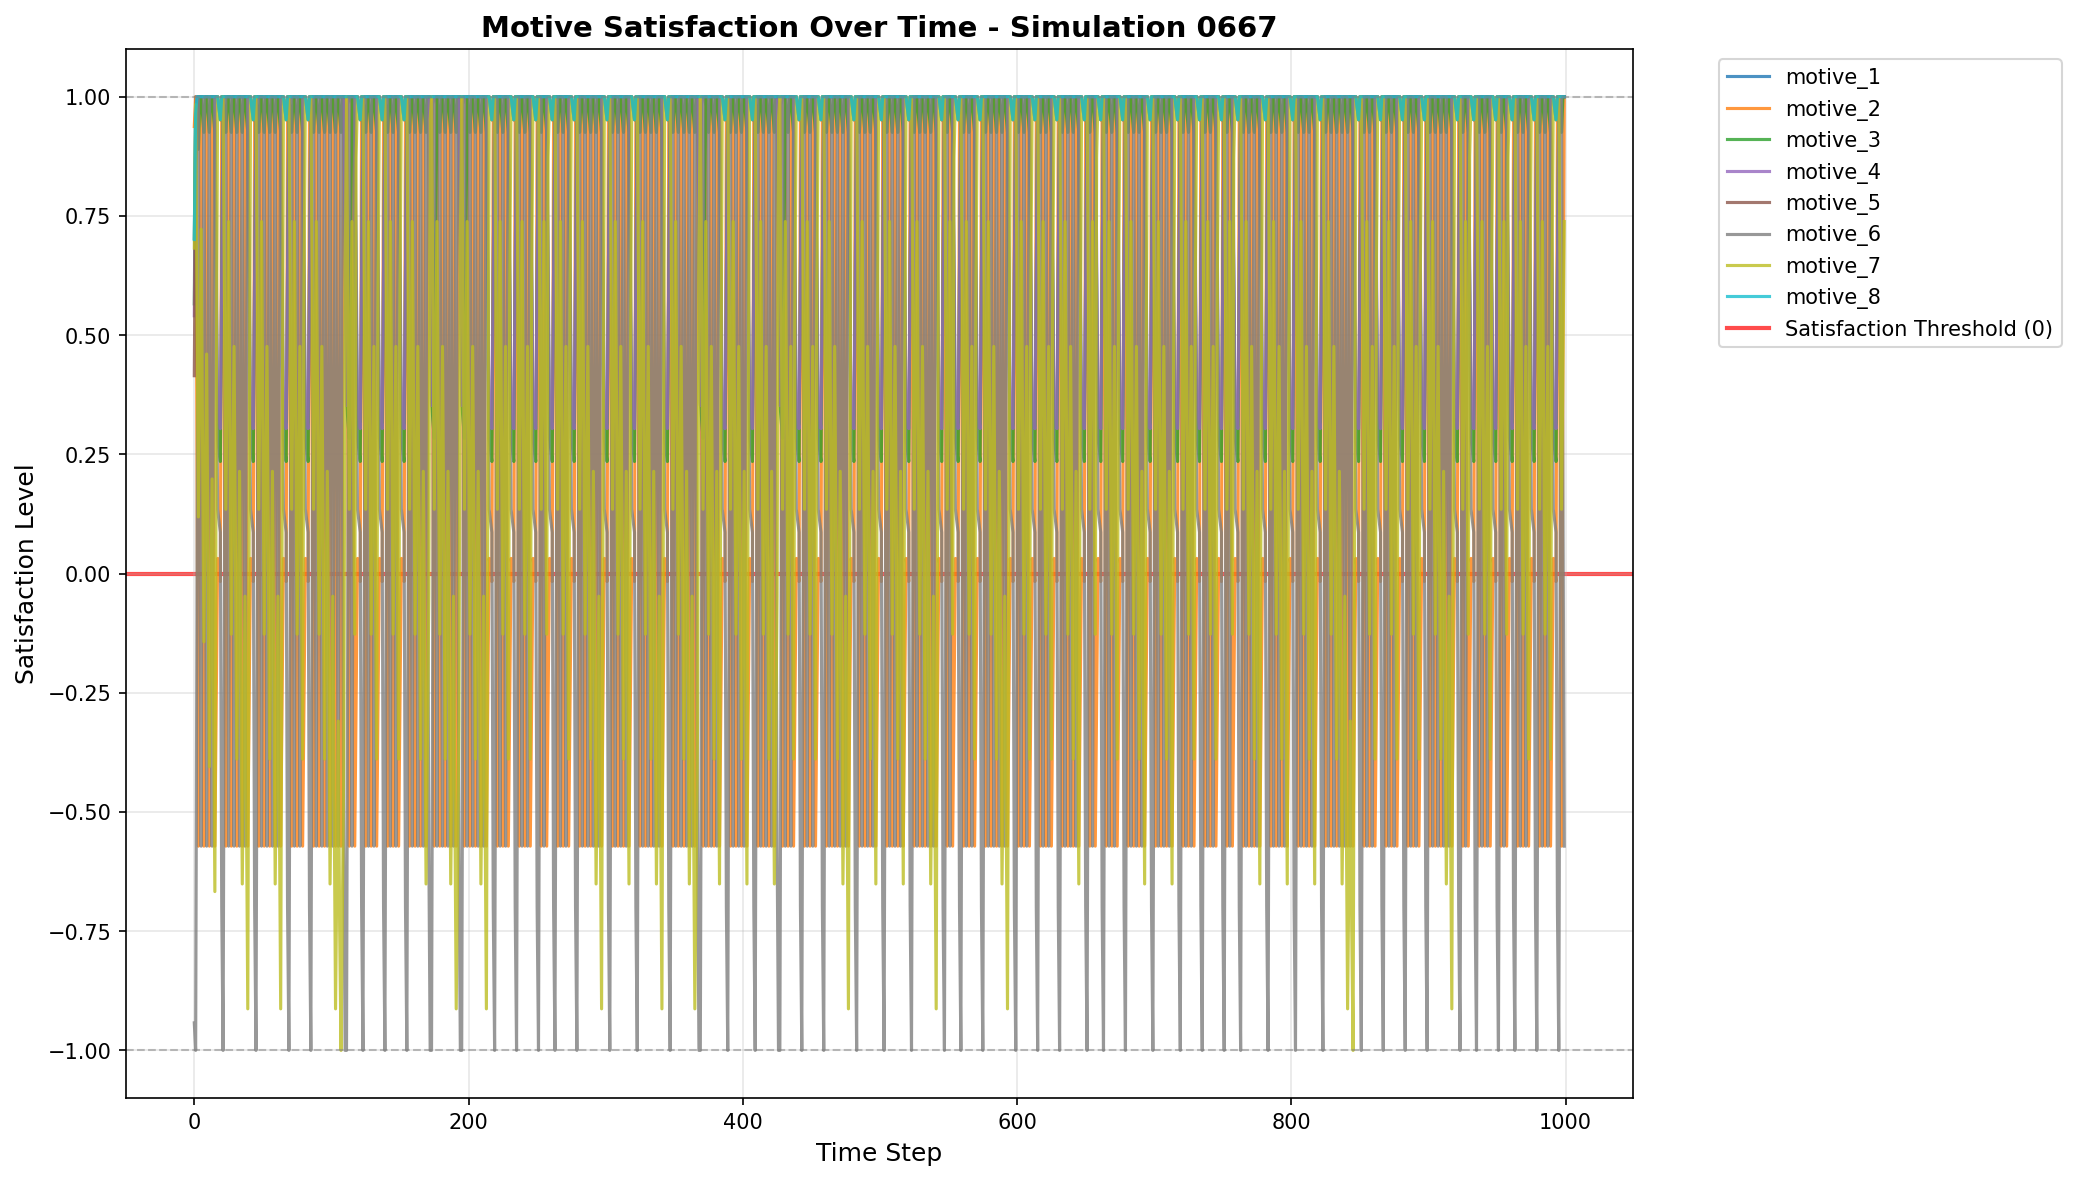 Motive Satisfaction Over Time - Simulation 0667
1.00
0.75
0.50
0.25
0.00
−0.25
−0.50
−0.75
−1.00
Satisfaction Level
0
200
400
600
800
1000
Time Step
motive_1
motive_2
motive_3
motive_4
motive_5
motive_6
motive_7
motive_8
Satisfaction Threshold (0)